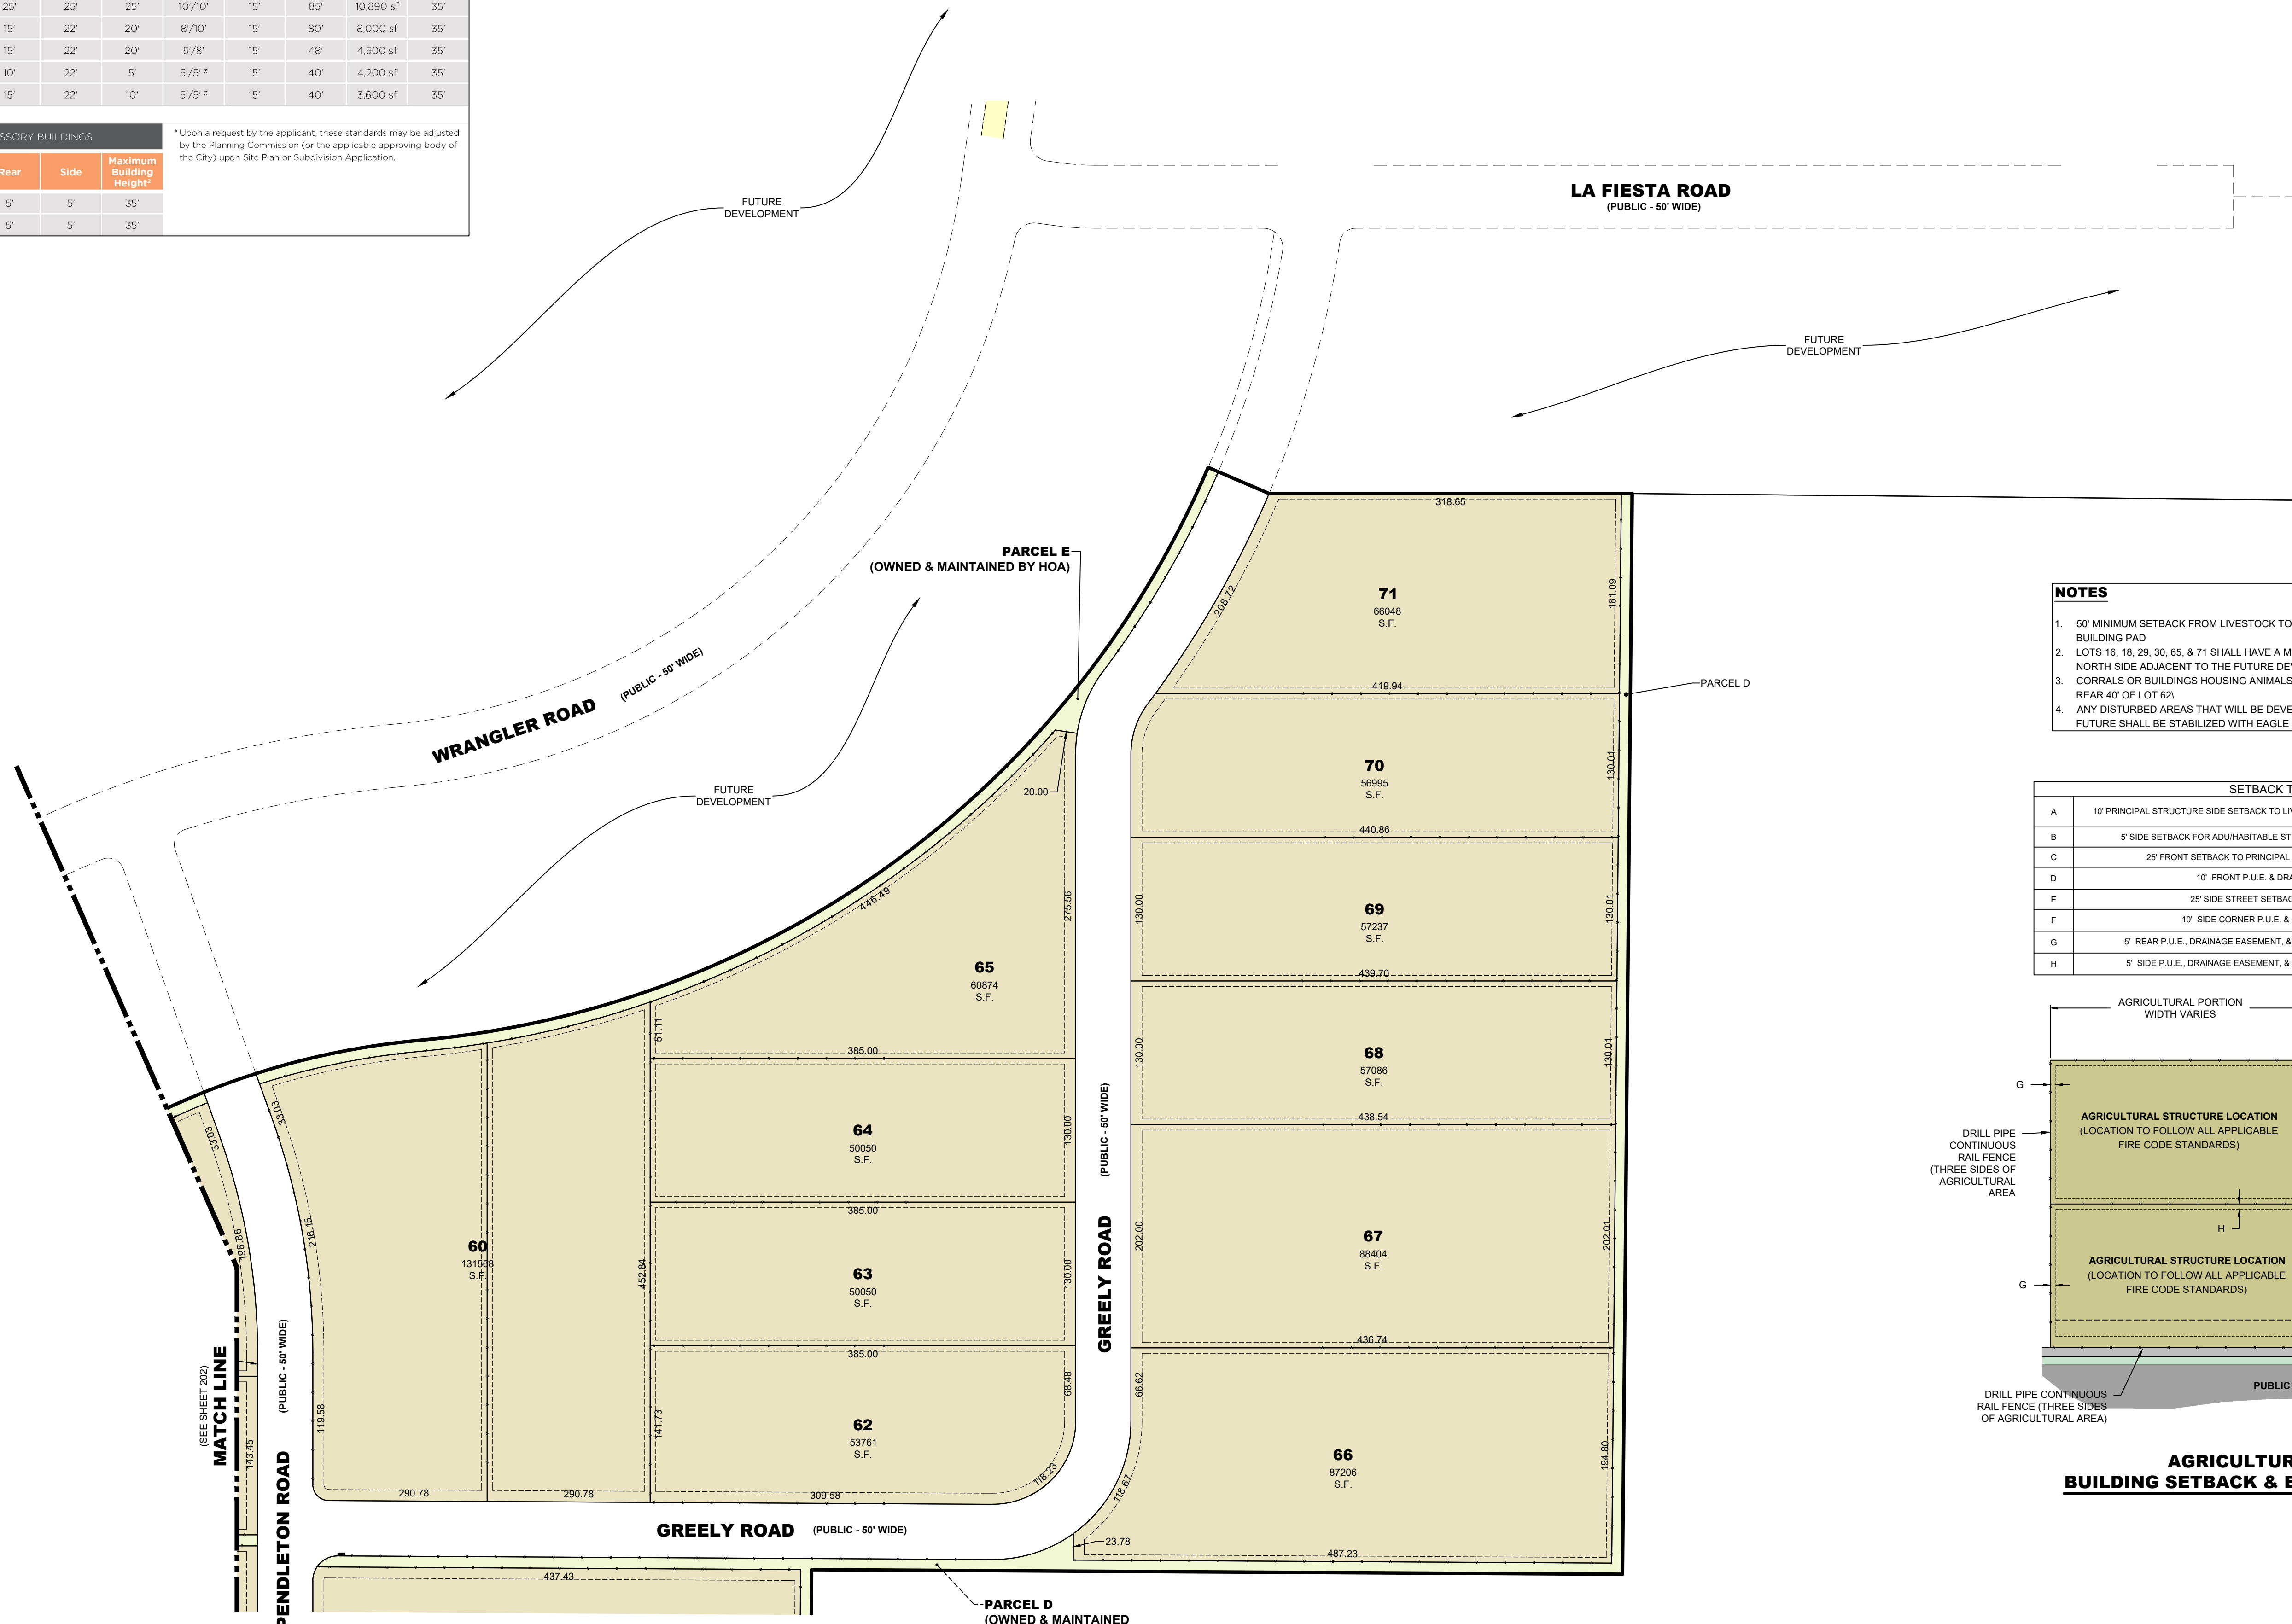 25' 25' 25' 10'/10' 15' 85' 10,890 sf 35'
15' 22' 20' 8'/10' 15' 80' 8,000 sf 35'
15' 22' 20' 5'/8' 15' 48' 4,500 sf 35'
10' 22' 5' 5'/5' 3 15' 40' 4,200 sf 35'
15' 22' 10' 5'/5' 3 15' 40' 3,600 sf 35'
SSORY BUILDINGS
Rear Side Maximum
Building
Height²
5' 5' 35'
5' 5' 35'
* Upon a request by the applicant, these standards may be adjusted
by the Planning Commission (or the applicable approving body of
the City) upon Site Plan or Subdivision Application.
FUTURE
DEVELOPMENT
LA FIESTA ROAD
(PUBLIC - 50' WIDE)
FUTURE
DEVELOPMENT
PARCEL E
(OWNED & MAINTAINED BY HOA)
WRANGLER ROAD
(PUBLIC - 50' WIDE)
FUTURE
DEVELOPMENT
318.65
71
66048
S.F.
208.72
181.09
419.94
PARCEL D
70
56995
S.F.
130.01
440.86
20.00
69
57237
S.F.
130.00
130.01
439.70
68
57086
S.F.
130.00
130.01
438.54
67
88404
S.F.
202.00
202.01
436.74
66
87206
S.F.
66.62
194.80
118.67
23.78
487.23
446.49
275.56
65
60874
S.F.
51.11
385.00
64
50050
S.F.
130.00
385.00
63
50050
S.F.
130.00
385.00
62
53761
S.F.
68.48
141.73
118.23
309.58
60
131568
S.F.
452.84
33.03
216.15
119.58
290.78
290.78
33.03
198.86
143.45
(SEE SHEET 202)
MATCH LINE
PENDLETON ROAD
(PUBLIC - 50' WIDE)
GREELY ROAD
(PUBLIC - 50' WIDE)
GREELY ROAD
(PUBLIC - 50' WIDE)
437.43
PARCEL D
(OWNED & MAINTAINED
NOTES
1. 50' MINIMUM SETBACK FROM LIVESTOCK TO
BUILDING PAD
2. LOTS 16, 18, 29, 30, 65, & 71 SHALL HAVE A M
NORTH SIDE ADJACENT TO THE FUTURE DE
3. CORRALS OR BUILDINGS HOUSING ANIMALS
REAR 40' OF LOT 62\
4. ANY DISTURBED AREAS THAT WILL BE DEVE
FUTURE SHALL BE STABILIZED WITH EAGLE
SETBACK T
A 10' PRINCIPAL STRUCTURE SIDE SETBACK TO LI
B 5' SIDE SETBACK FOR ADU/HABITABLE ST
C 25' FRONT SETBACK TO PRINCIPAL
D 10' FRONT P.U.E. & DRA
E 25' SIDE STREET SETBAC
F 10' SIDE CORNER P.U.E. &
G 5' REAR P.U.E., DRAINAGE EASEMENT, &
H 5' SIDE P.U.E., DRAINAGE EASEMENT, &
AGRICULTURAL PORTION
WIDTH VARIES
G
AGRICULTURAL STRUCTURE LOCATION
(LOCATION TO FOLLOW ALL APPLICABLE
FIRE CODE STANDARDS)
DRILL PIPE
CONTINUOUS
RAIL FENCE
(THREE SIDES OF
AGRICULTURAL
AREA
H
AGRICULTURAL STRUCTURE LOCATION
(LOCATION TO FOLLOW ALL APPLICABLE
FIRE CODE STANDARDS)
G
PUBLIC
DRILL PIPE CONTINUOUS
RAIL FENCE (THREE SIDES
OF AGRICULTURAL AREA)
AGRICULTUR
BUILDING SETBACK & E